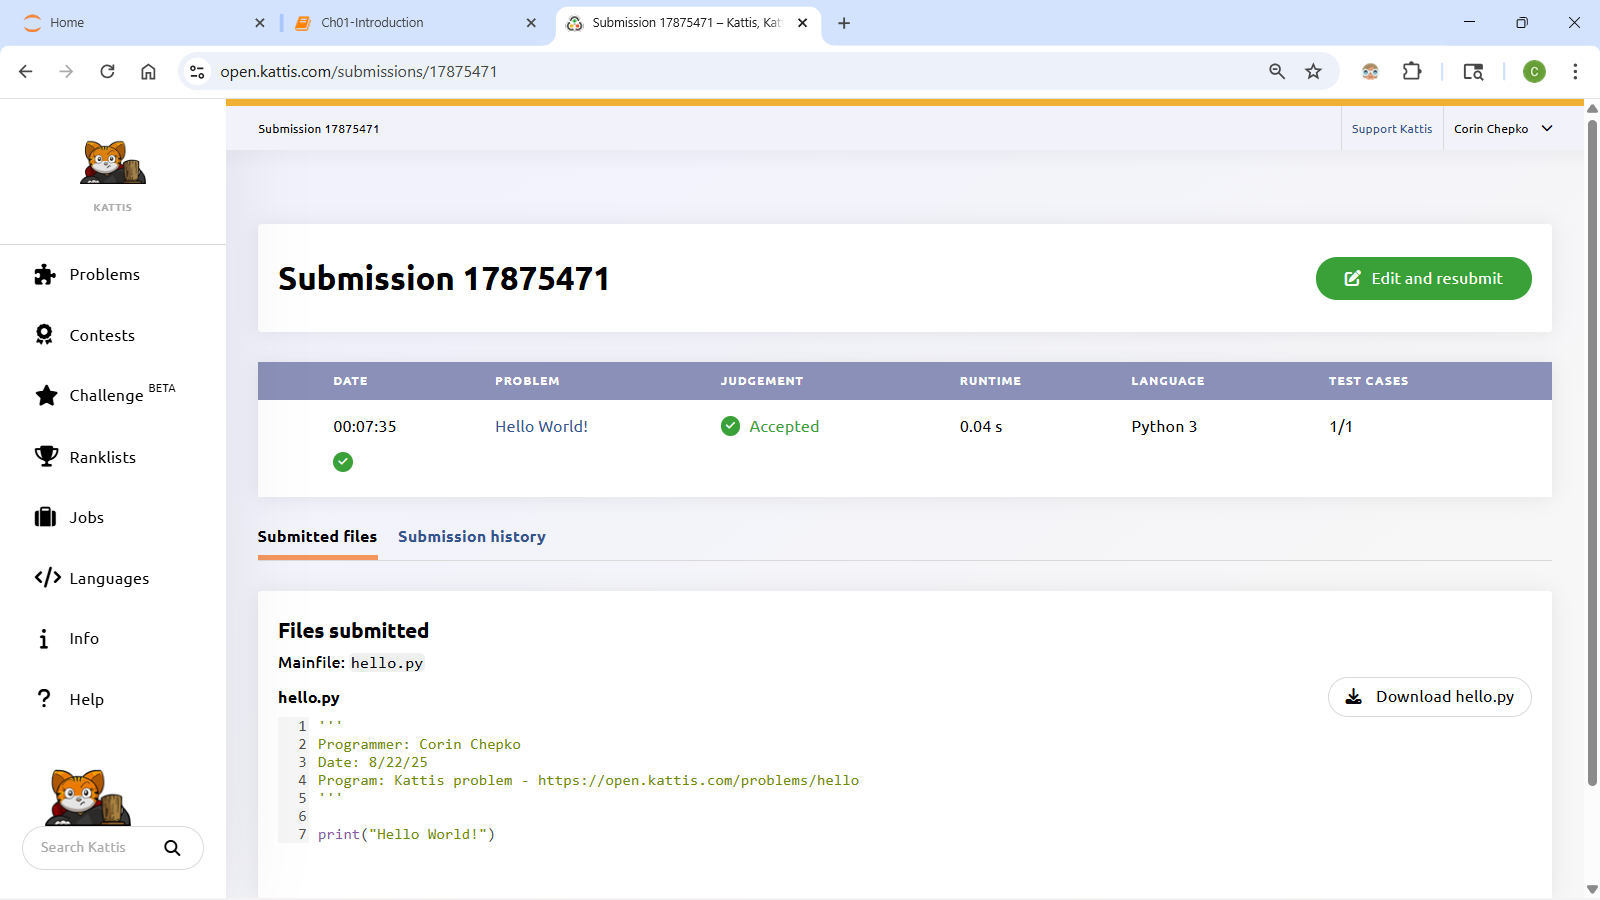 Home
Ch01-Introduction
Submission 17875471 – Kattis, Kat
open.kattis.com/submissions/17875471
C
KATTIS
Problems
Contests
Challenge BETA
Ranklists
Jobs
Languages
Info
Help
Search Kattis
Submission 17875471
Support Kattis
Corin Chepko
Submission 17875471
Edit and resubmit
DATE PROBLEM JUDGEMENT RUNTIME LANGUAGE TEST CASES
00:07:35 Hello World! Accepted 0.04 s Python 3 1/1
Submitted files Submission history
Files submitted
Mainfile: hello.py
hello.py
Download hello.py
1 '''
2 Programmer: Corin Chepko
3 Date: 8/22/25
4 Program: Kattis problem - https://open.kattis.com/problems/hello
5 '''
6
7 print("Hello World!")